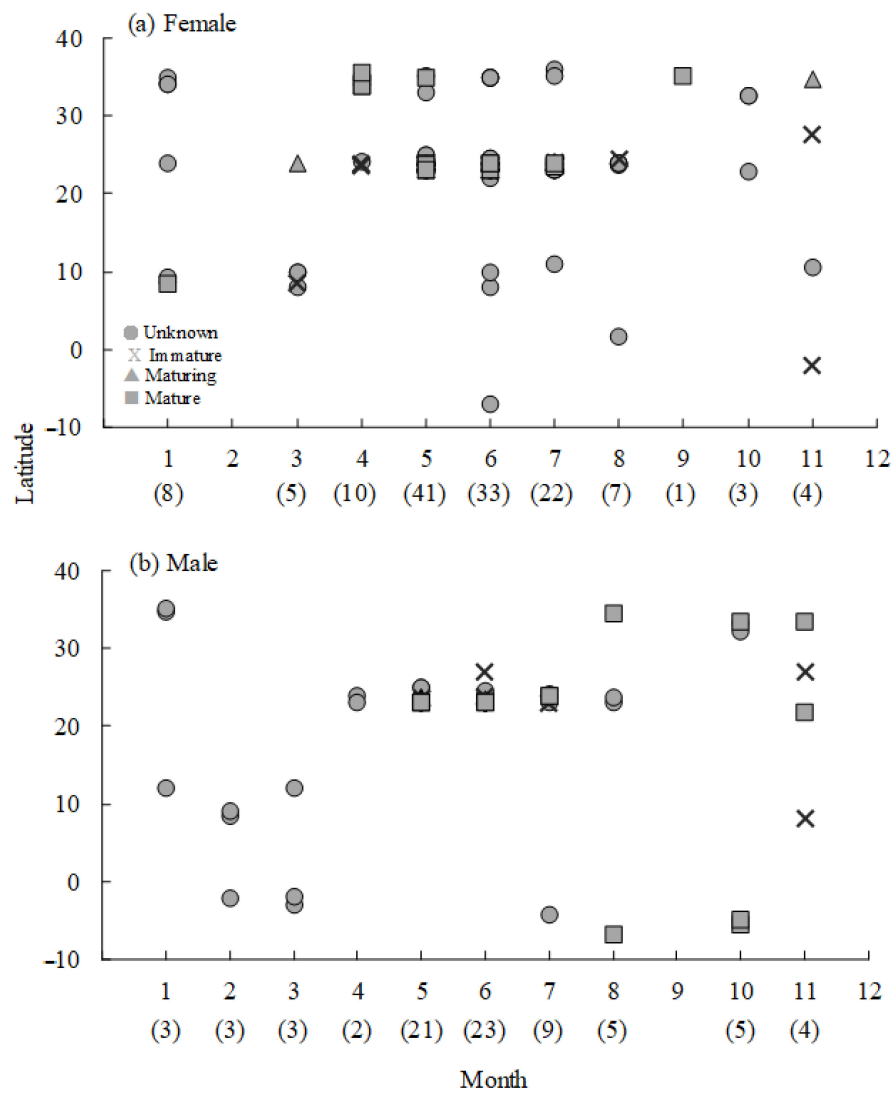 (a) Female
40
30
20
10
0
−10
Unknown
X Immature
Maturing
Mature
Latitude
1 2 3 4 5 6 7 8 9 10 11 12
(8) (5) (10) (41) (33) (22) (7) (1) (3) (4)
(b) Male
40
30
20
10
0
−10
1 2 3 4 5 6 7 8 9 10 11 12
(3) (3) (3) (2) (21) (23) (9) (5) (5) (4)
Month